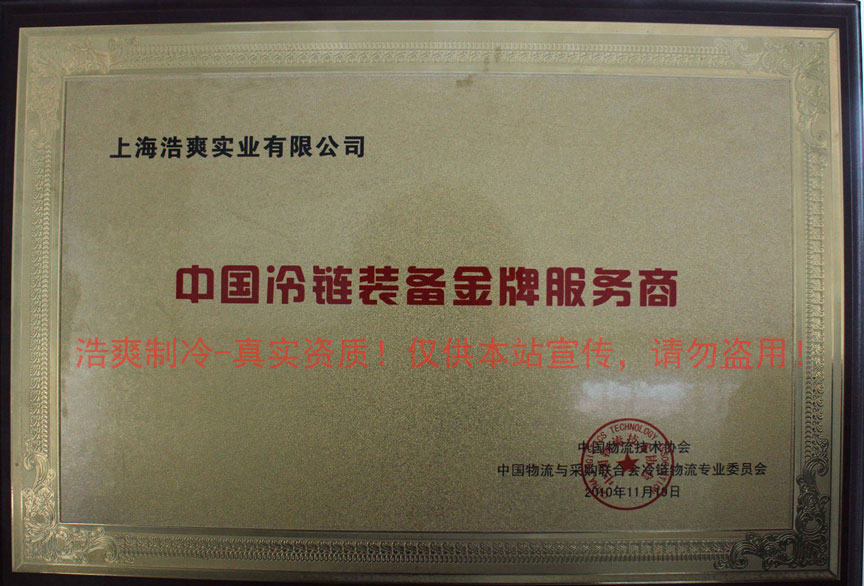 上海浩爽实业有限公司
中国冷链装备金牌服务商
浩爽制冷-真实资质！仅供本站宣传，请勿盗用！
中国物流技术协会
中国物流与采购联合会冷链物流专业委员会
2010年11月19日